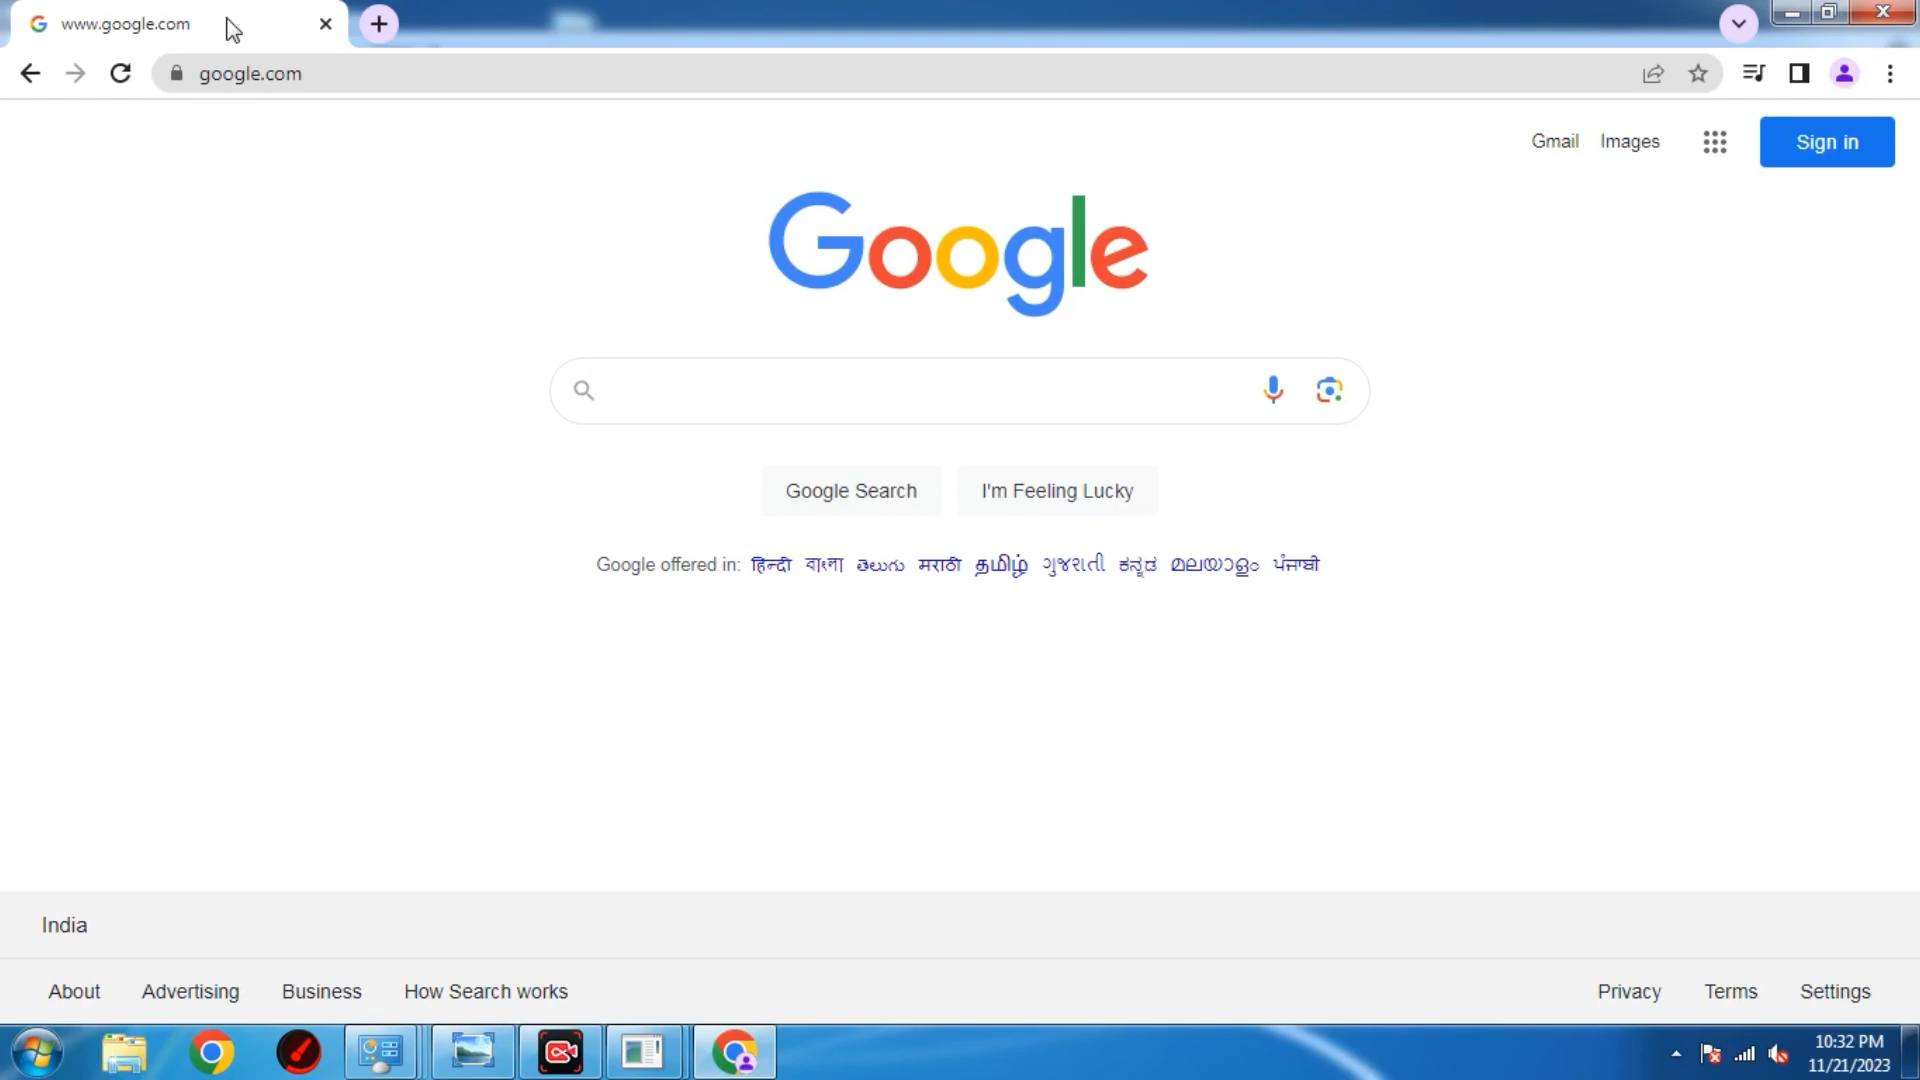 www.google.com
google.com
Gmail Images Sign in
Google
Google Search I'm Feeling Lucky
Google offered in: हिन्दी বাংলা తెలుగు मराठी தமிழ் ગુજરાતી ಕನ್ನಡ മലയാളം ਪੰਜਾਬੀ
India
About Advertising Business How Search works Privacy Terms Settings
10:32 PM
11/21/2023